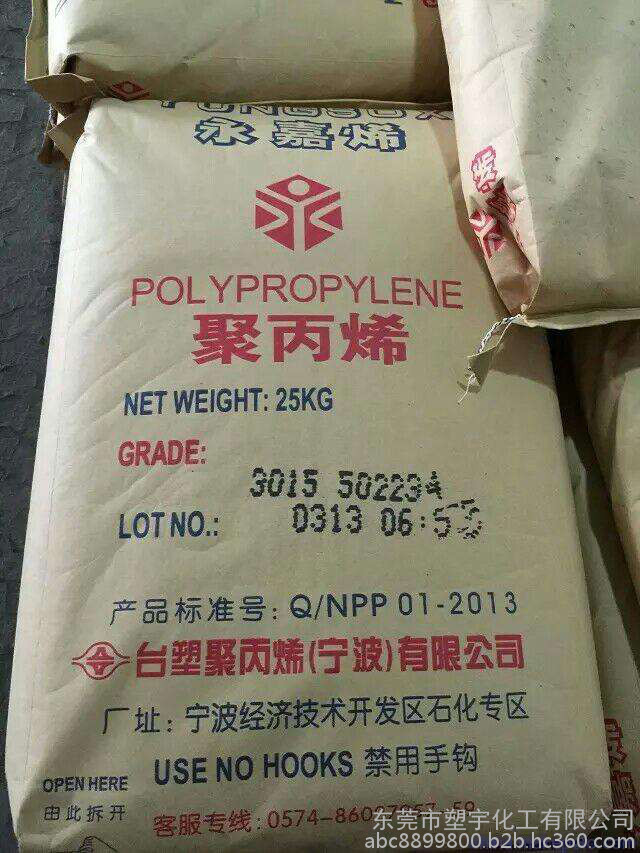 YUNGSOX
永嘉烯
POLYPROPYLENE
聚丙烯
NET WEIGHT: 25KG
GRADE:
3015 502234
LOT NO.:
0313 06:53
产品标准号: Q/NPP 01-2013
台塑聚丙烯(宁波)有限公司
厂址: 宁波经济技术开发区石化专区
USE NO HOOKS 禁用手钩
OPEN HERE
由此拆开
客服专线:
东莞市塑宇化工有限公司
abc8899800.b2b.hc360.com